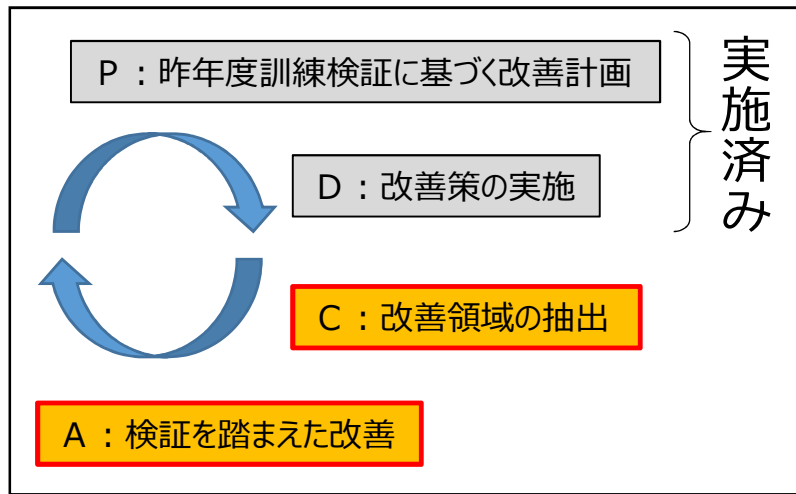 P：昨年度訓練検証に基づく改善計画
D：改善策の実施
実施済み
C：改善領域の抽出
A：検証を踏まえた改善